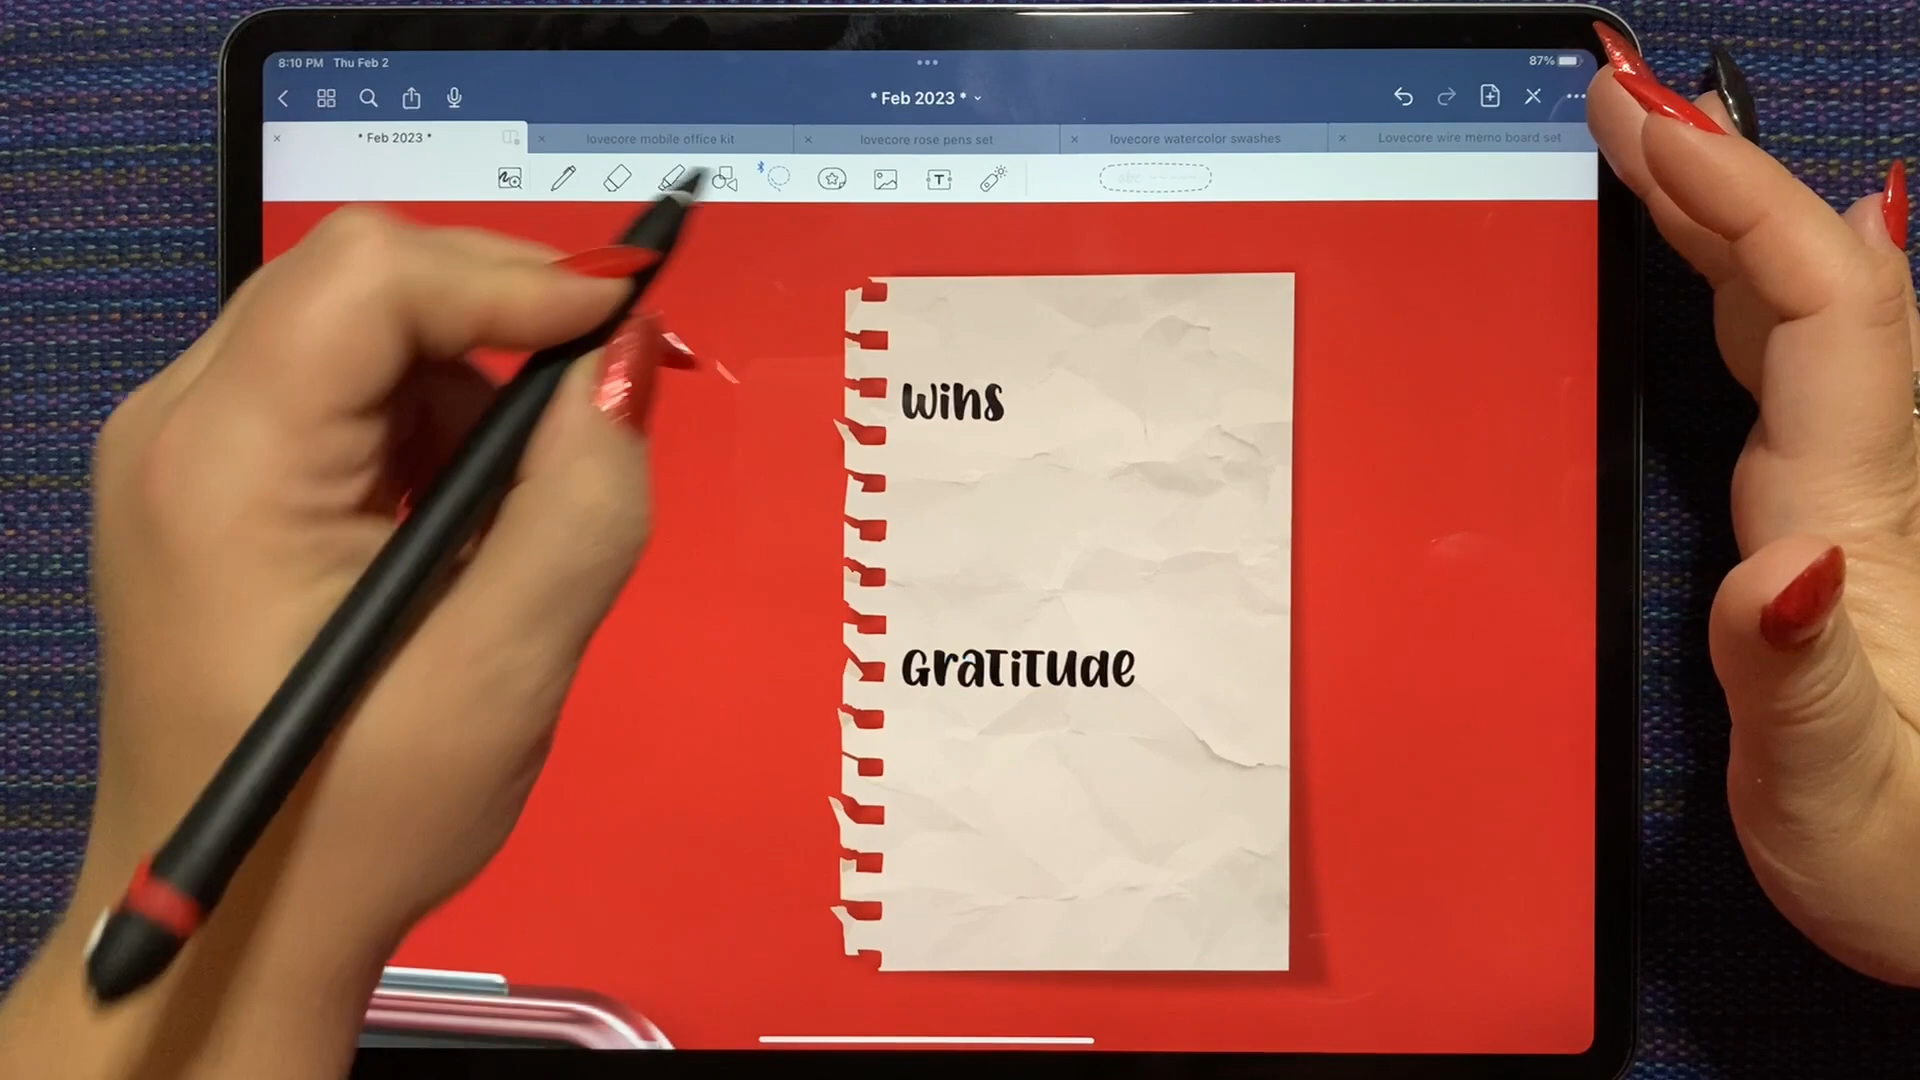 8:10 PM Thu Feb 2
87%
* Feb 2023 *
* Feb 2023 *
lovecore mobile office kit
lovecore rose pens set
lovecore watercolor swashes
Lovecore wire memo board set
T
abc
wins
Gratitude